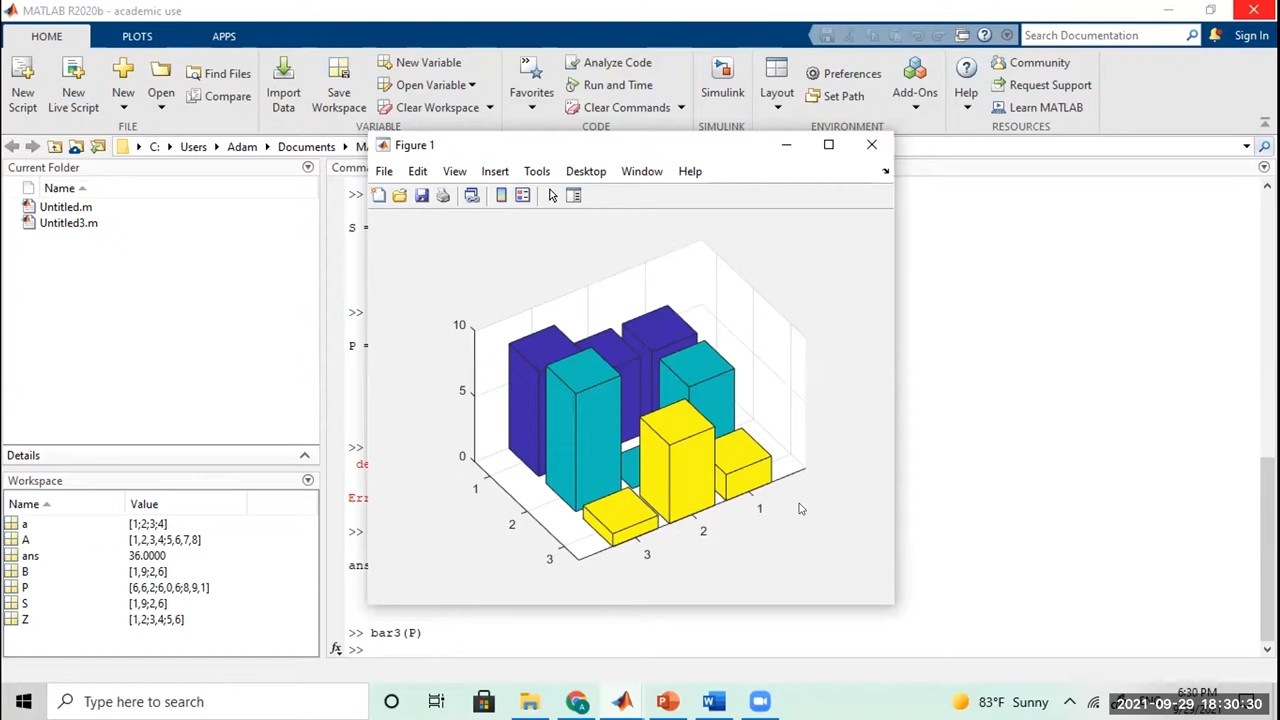 MATLAB R2020b - academic use
HOME PLOTS APPS
Search Documentation
Sign In
New Script
New Live Script
New
Open
Find Files
Compare
Import Data
Save Workspace
New Variable
Open Variable
Clear Workspace
Favorites
Analyze Code
Run and Time
Clear Commands
Simulink
Layout
Preferences
Set Path
Add-Ons
Help
Community
Request Support
Learn MATLAB
FILE VARIABLE CODE SIMULINK ENVIRONMENT RESOURCES
C: Users Adam Documents
Current Folder
Name
Untitled.m
Untitled3.m
Details
Workspace
Name Value
a [1;2;3;4]
A [1,2,3,4;5,6,7,8]
ans 36.0000
B [1,9;2,6]
P [6,6,2;6,0,6;8,9,1]
S [1,9;2,6]
Z [1,2;3,4;5,6]
>>
S =
>>
P =
>>
>>
>> bar3(P)
fx >>
Figure 1
File Edit View Insert Tools Desktop Window Help
10
5
0
1
2
3
3
2
1
Type here to search
83°F Sunny
6:30 PM
2021-09-29 18:30:30